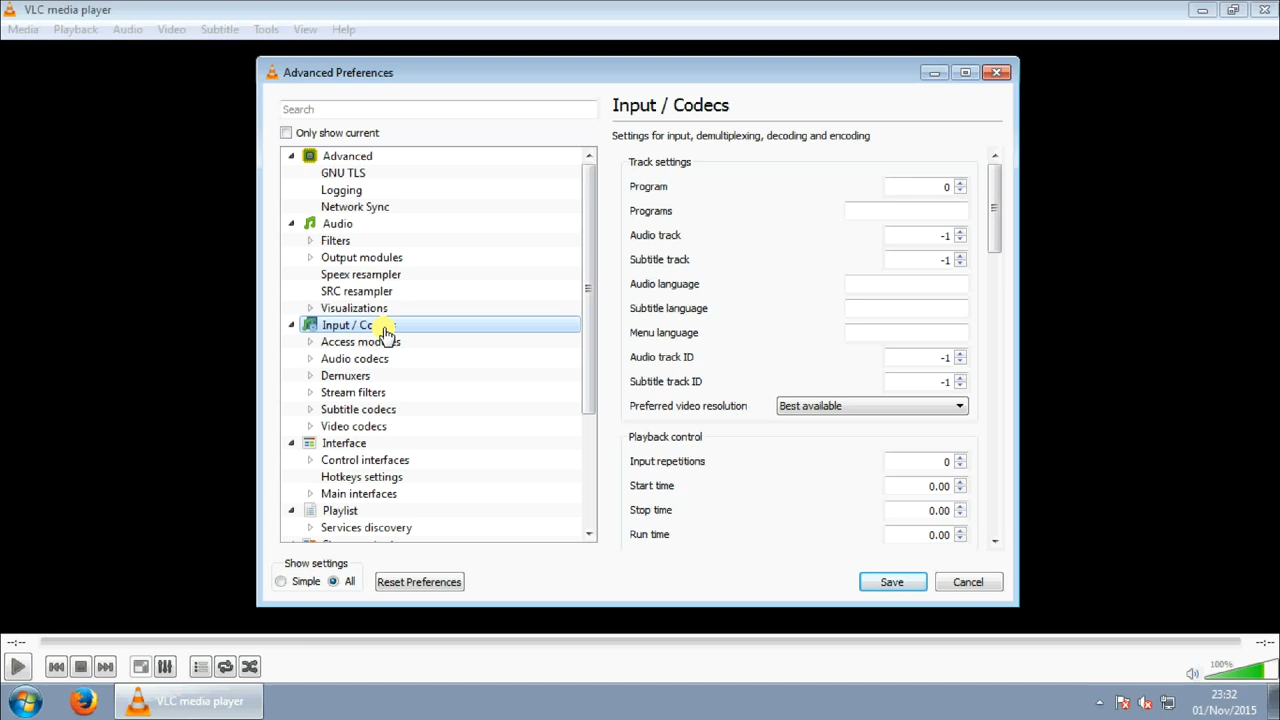 VLC media player
Media Playback Audio Video Subtitle Tools View Help
Advanced Preferences
Search
Only show current
Advanced
GNU TLS
Logging
Network Sync
Audio
Filters
Output modules
Speex resampler
SRC resampler
Visualizations
Input /
Access
Audio codecs
Demuxers
Stream filters
Subtitle codecs
Video codecs
Interface
Control interfaces
Hotkeys settings
Main interfaces
Playlist
Services discovery
Show settings
Simple All
Reset Preferences
Input / Codecs
Settings for input, demultiplexing, decoding and encoding
Track settings
Program 0
Programs
Audio track -1
Subtitle track -1
Audio language
Subtitle language
Menu language
Audio track ID -1
Subtitle track ID -1
Preferred video resolution Best available
Playback control
Input repetitions 0
Start time 0.00
Stop time 0.00
Run time 0.00
Save Cancel
--:-- --:--
100%
VLC media player
23:32
01/Nov/2015